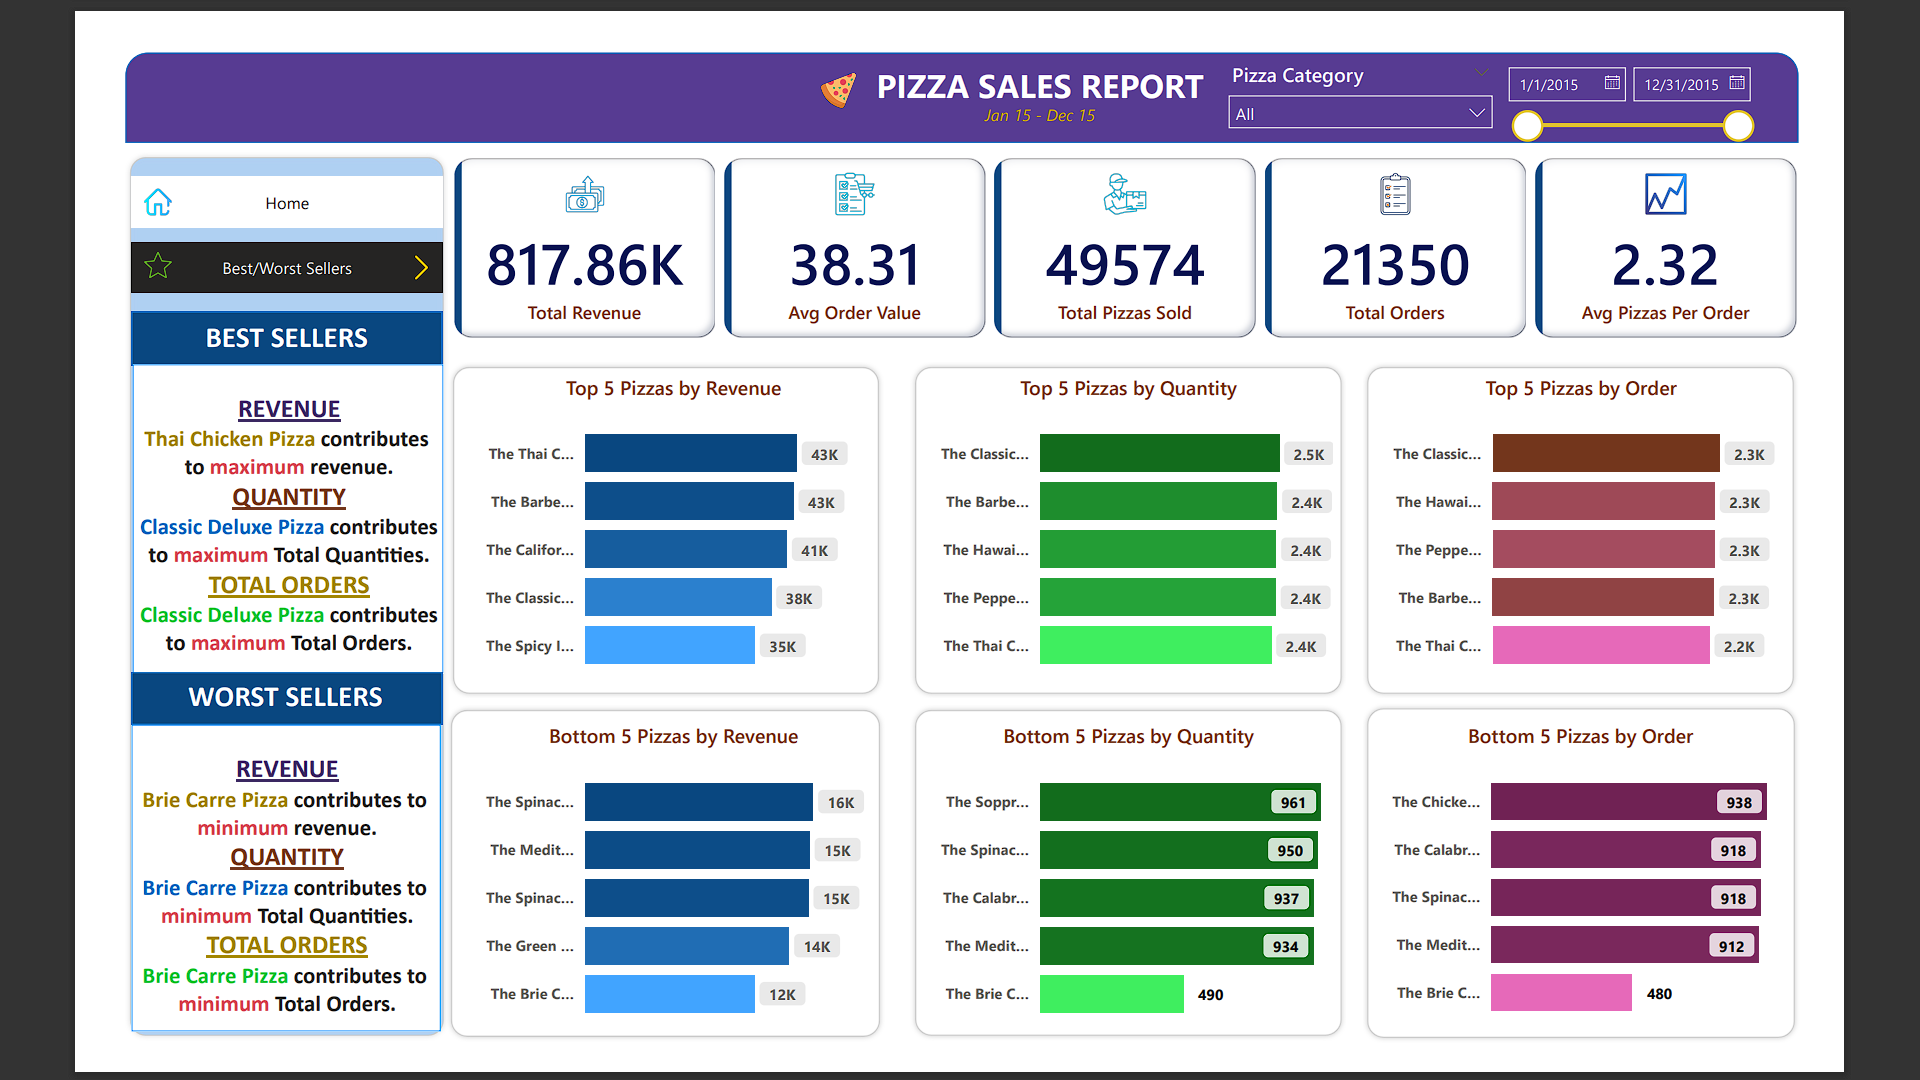 PIZZA SALES REPORT
Jan 15 - Dec 15
Pizza Category
All
1/1/2015
12/31/2015
Home
Best/Worst Sellers
817.86K
Total Revenue
38.31
Avg Order Value
49574
Total Pizzas Sold
21350
Total Orders
2.32
Avg Pizzas Per Order
BEST SELLERS
REVENUE
Thai Chicken Pizza contributes
to maximum revenue.
QUANTITY
Classic Deluxe Pizza contributes
to maximum Total Quantities.
TOTAL ORDERS
Classic Deluxe Pizza contributes
to maximum Total Orders.
WORST SELLERS
REVENUE
Brie Carre Pizza contributes to
minimum revenue.
QUANTITY
Brie Carre Pizza contributes to
minimum Total Quantities.
TOTAL ORDERS
Brie Carre Pizza contributes to
minimum Total Orders.
Top 5 Pizzas by Revenue
The Thai C... 43K
The Barbe... 43K
The Califor... 41K
The Classic... 38K
The Spicy I... 35K
Top 5 Pizzas by Quantity
The Classic... 2.5K
The Barbe... 2.4K
The Hawai... 2.4K
The Peppe... 2.4K
The Thai C... 2.4K
Top 5 Pizzas by Order
The Classic... 2.3K
The Hawai... 2.3K
The Peppe... 2.3K
The Barbe... 2.3K
The Thai C... 2.2K
Bottom 5 Pizzas by Revenue
The Spinac... 16K
The Medit... 15K
The Spinac... 15K
The Green ... 14K
The Brie C... 12K
Bottom 5 Pizzas by Quantity
The Soppr... 961
The Spinac... 950
The Calabr... 937
The Medit... 934
The Brie C... 490
Bottom 5 Pizzas by Order
The Chicke... 938
The Calabr... 918
The Spinac... 918
The Medit... 912
The Brie C... 480